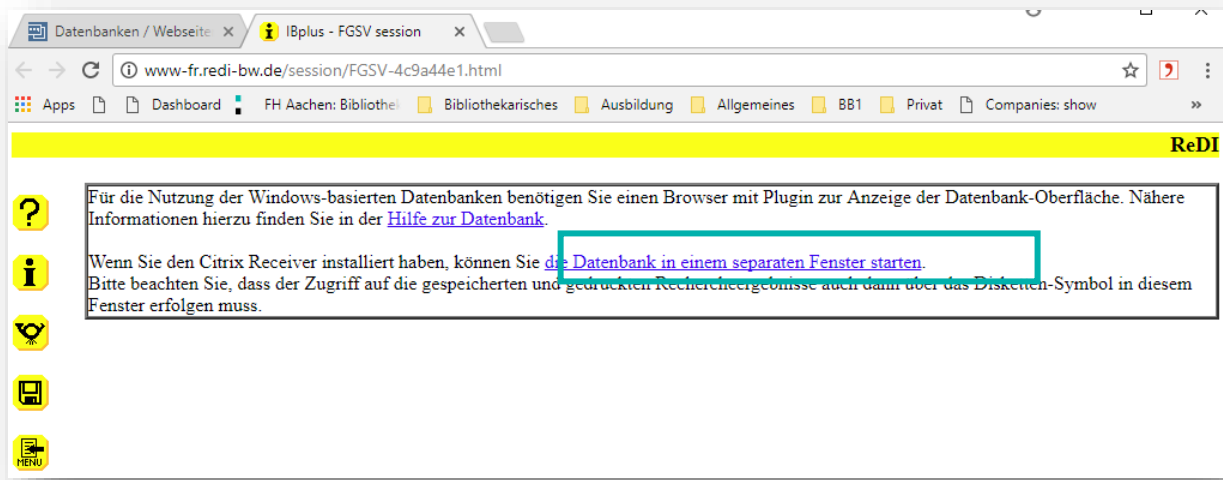 Datenbanken / Webseite
IBplus - FGSV session
www-fr.redi-bw.de/session/FGSV-4c9a44e1.html
Apps Dashboard FH Aachen: Bibliothek Bibliothekarisches Ausbildung Allgemeines BB1 Privat Companies: show »
ReDI
Für die Nutzung der Windows-basierten Datenbanken benötigen Sie einen Browser mit Plugin zur Anzeige der Datenbank-Oberfläche. Nähere
Informationen hierzu finden Sie in der Hilfe zur Datenbank.
Wenn Sie den Citrix Receiver installiert haben, können Sie die Datenbank in einem separaten Fenster starten.
Bitte beachten Sie, dass der Zugriff auf die gespeicherten und gedruckten Rechercheergebnisse auch dann über das Disketten-Symbol in diesem
Fenster erfolgen muss.
?
i
MENU